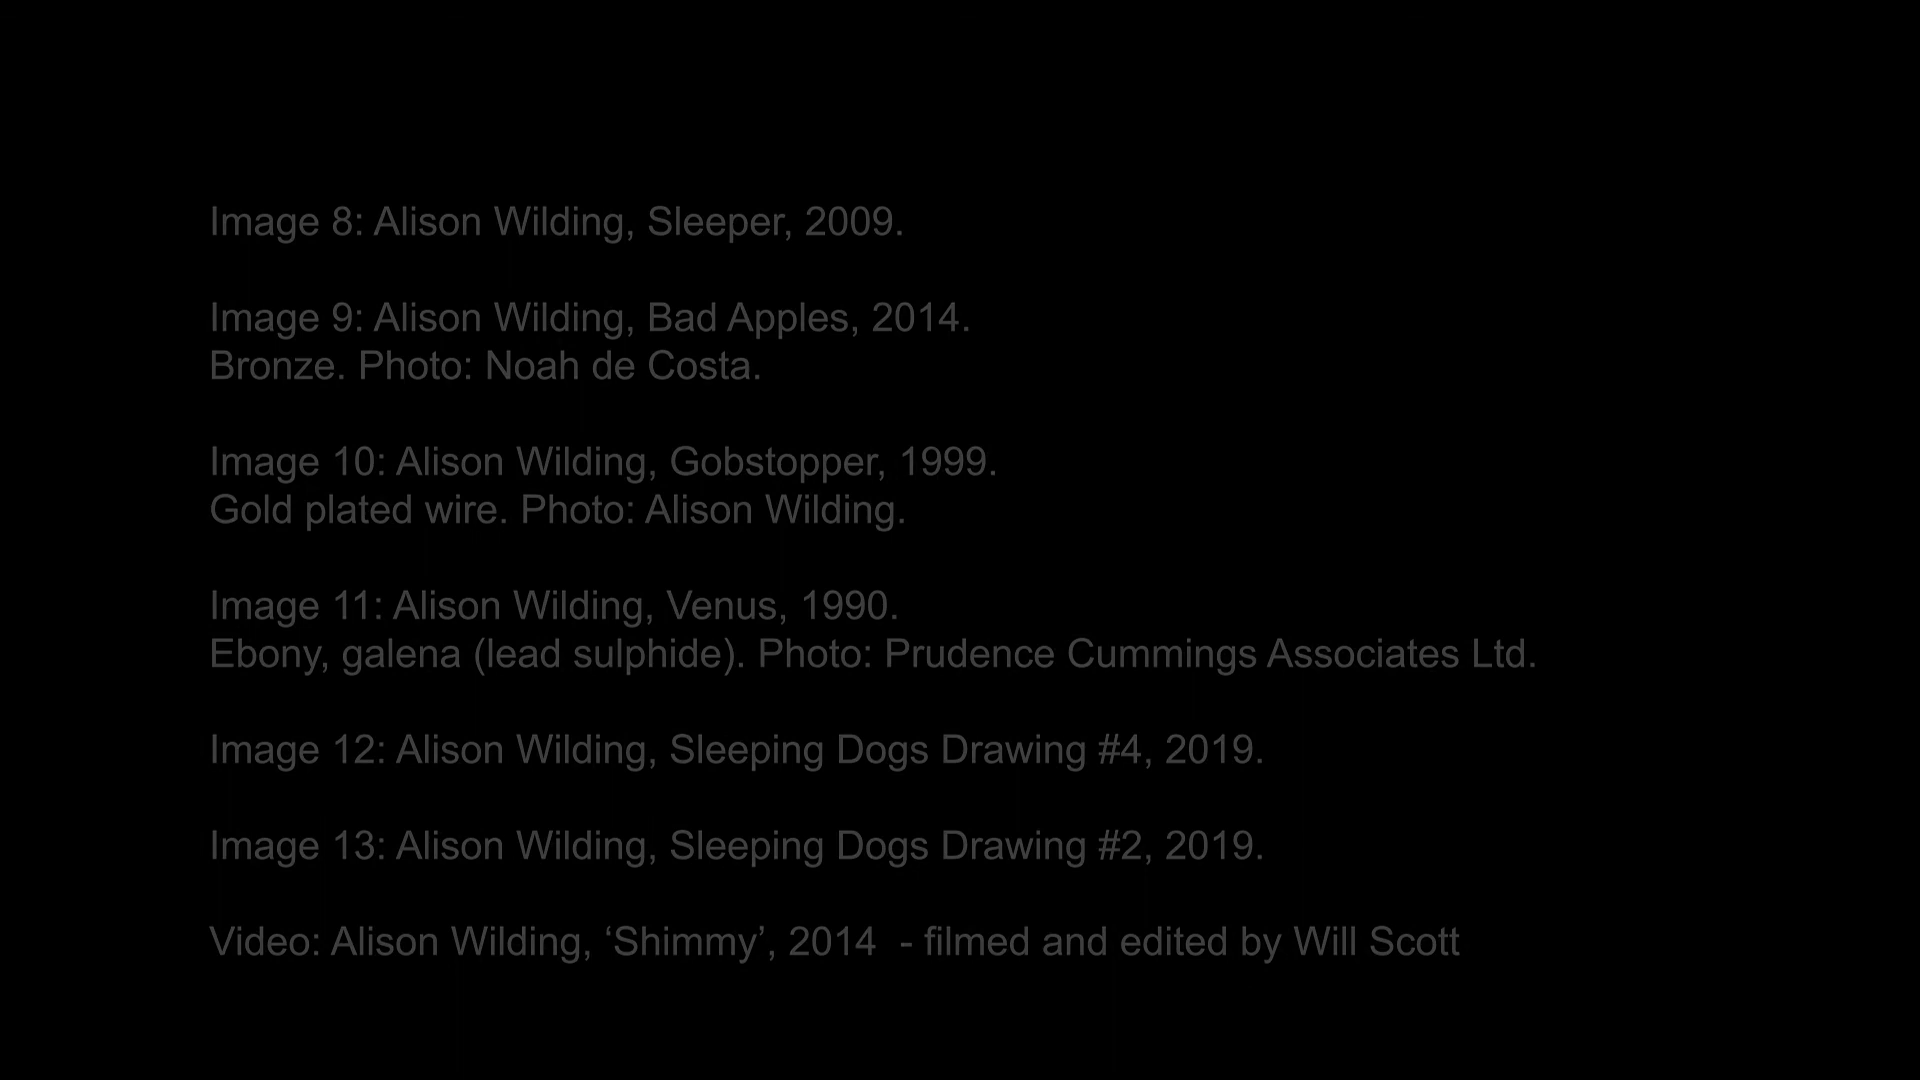 Image 8: Alison Wilding, Sleeper, 2009.
Image 9: Alison Wilding, Bad Apples, 2014.
Bronze. Photo: Noah de Costa.
Image 10: Alison Wilding, Gobstopper, 1999.
Gold plated wire. Photo: Alison Wilding.
Image 11: Alison Wilding, Venus, 1990.
Ebony, galena (lead sulphide). Photo: Prudence Cummings Associates Ltd.
Image 12: Alison Wilding, Sleeping Dogs Drawing #4, 2019.
Image 13: Alison Wilding, Sleeping Dogs Drawing #2, 2019.
Video: Alison Wilding, ‘Shimmy’, 2014  - filmed and edited by Will Scott